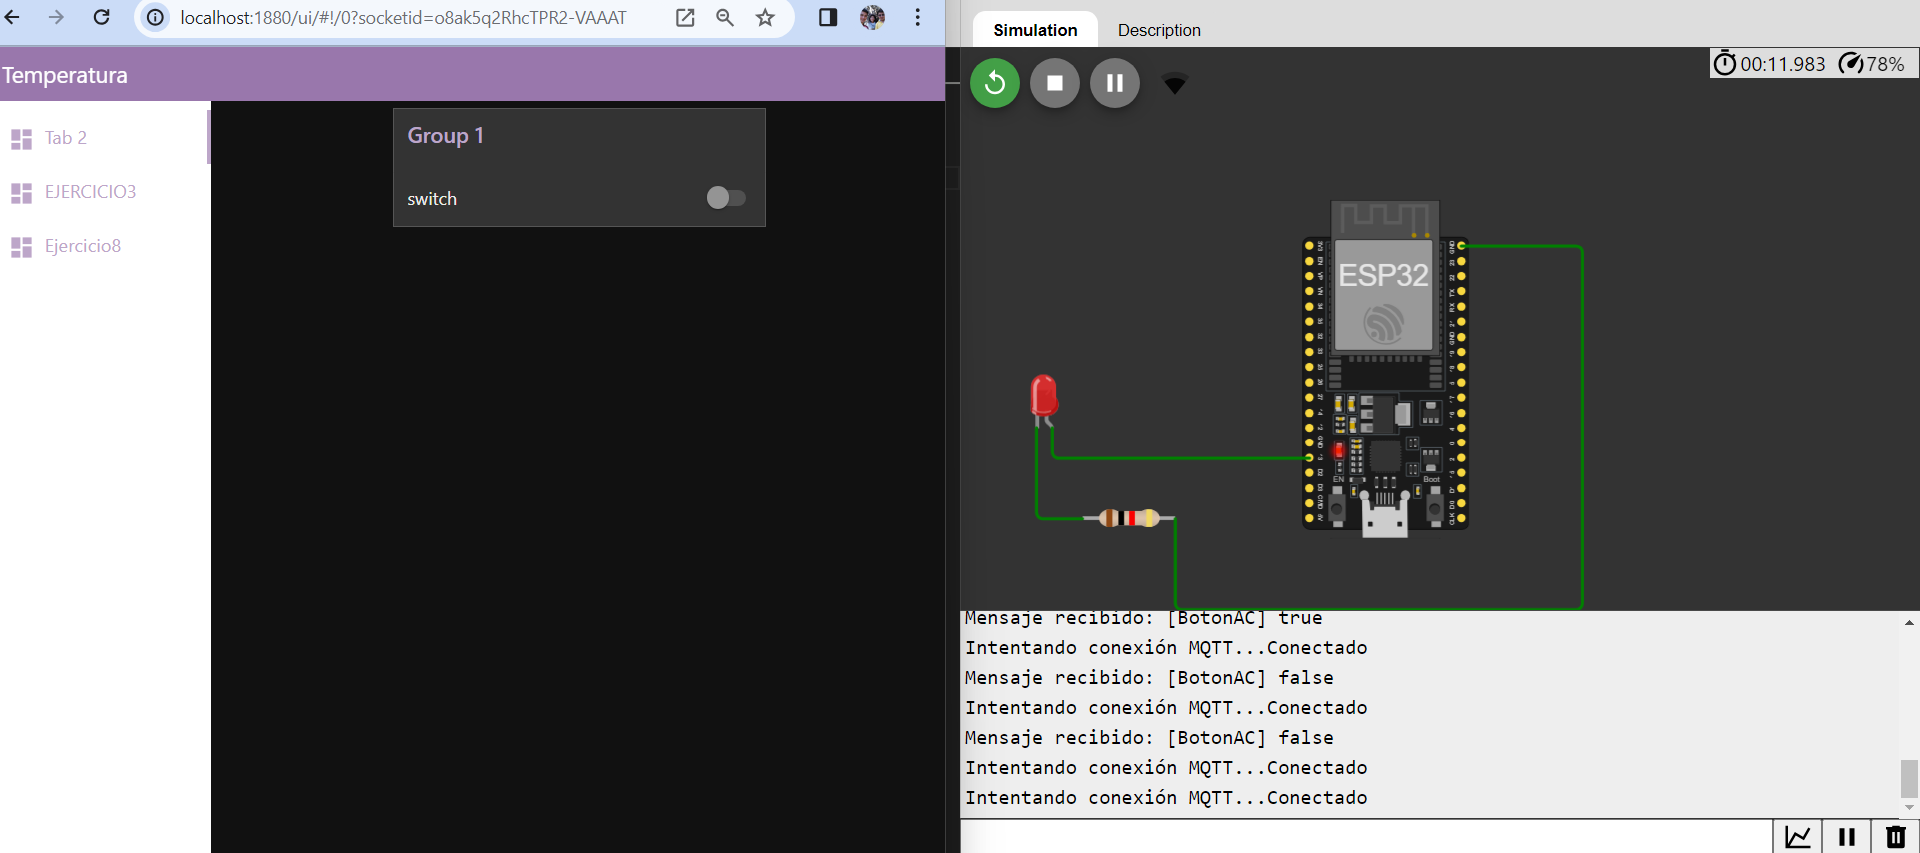 localhost:1880/ui/#!/0?socketid=o8ak5q2RhcTPR2-VAAAT
Temperatura
Tab 2
EJERCICIO3
Ejercicio8
Group 1
switch
Simulation
Description
00:11.983
78%
ESP32
EN
Boot
Mensaje recibido: [BotonAC] true
Intentando conexión MQTT...Conectado
Mensaje recibido: [BotonAC] false
Intentando conexión MQTT...Conectado
Mensaje recibido: [BotonAC] false
Intentando conexión MQTT...Conectado
Intentando conexión MQTT...Conectado